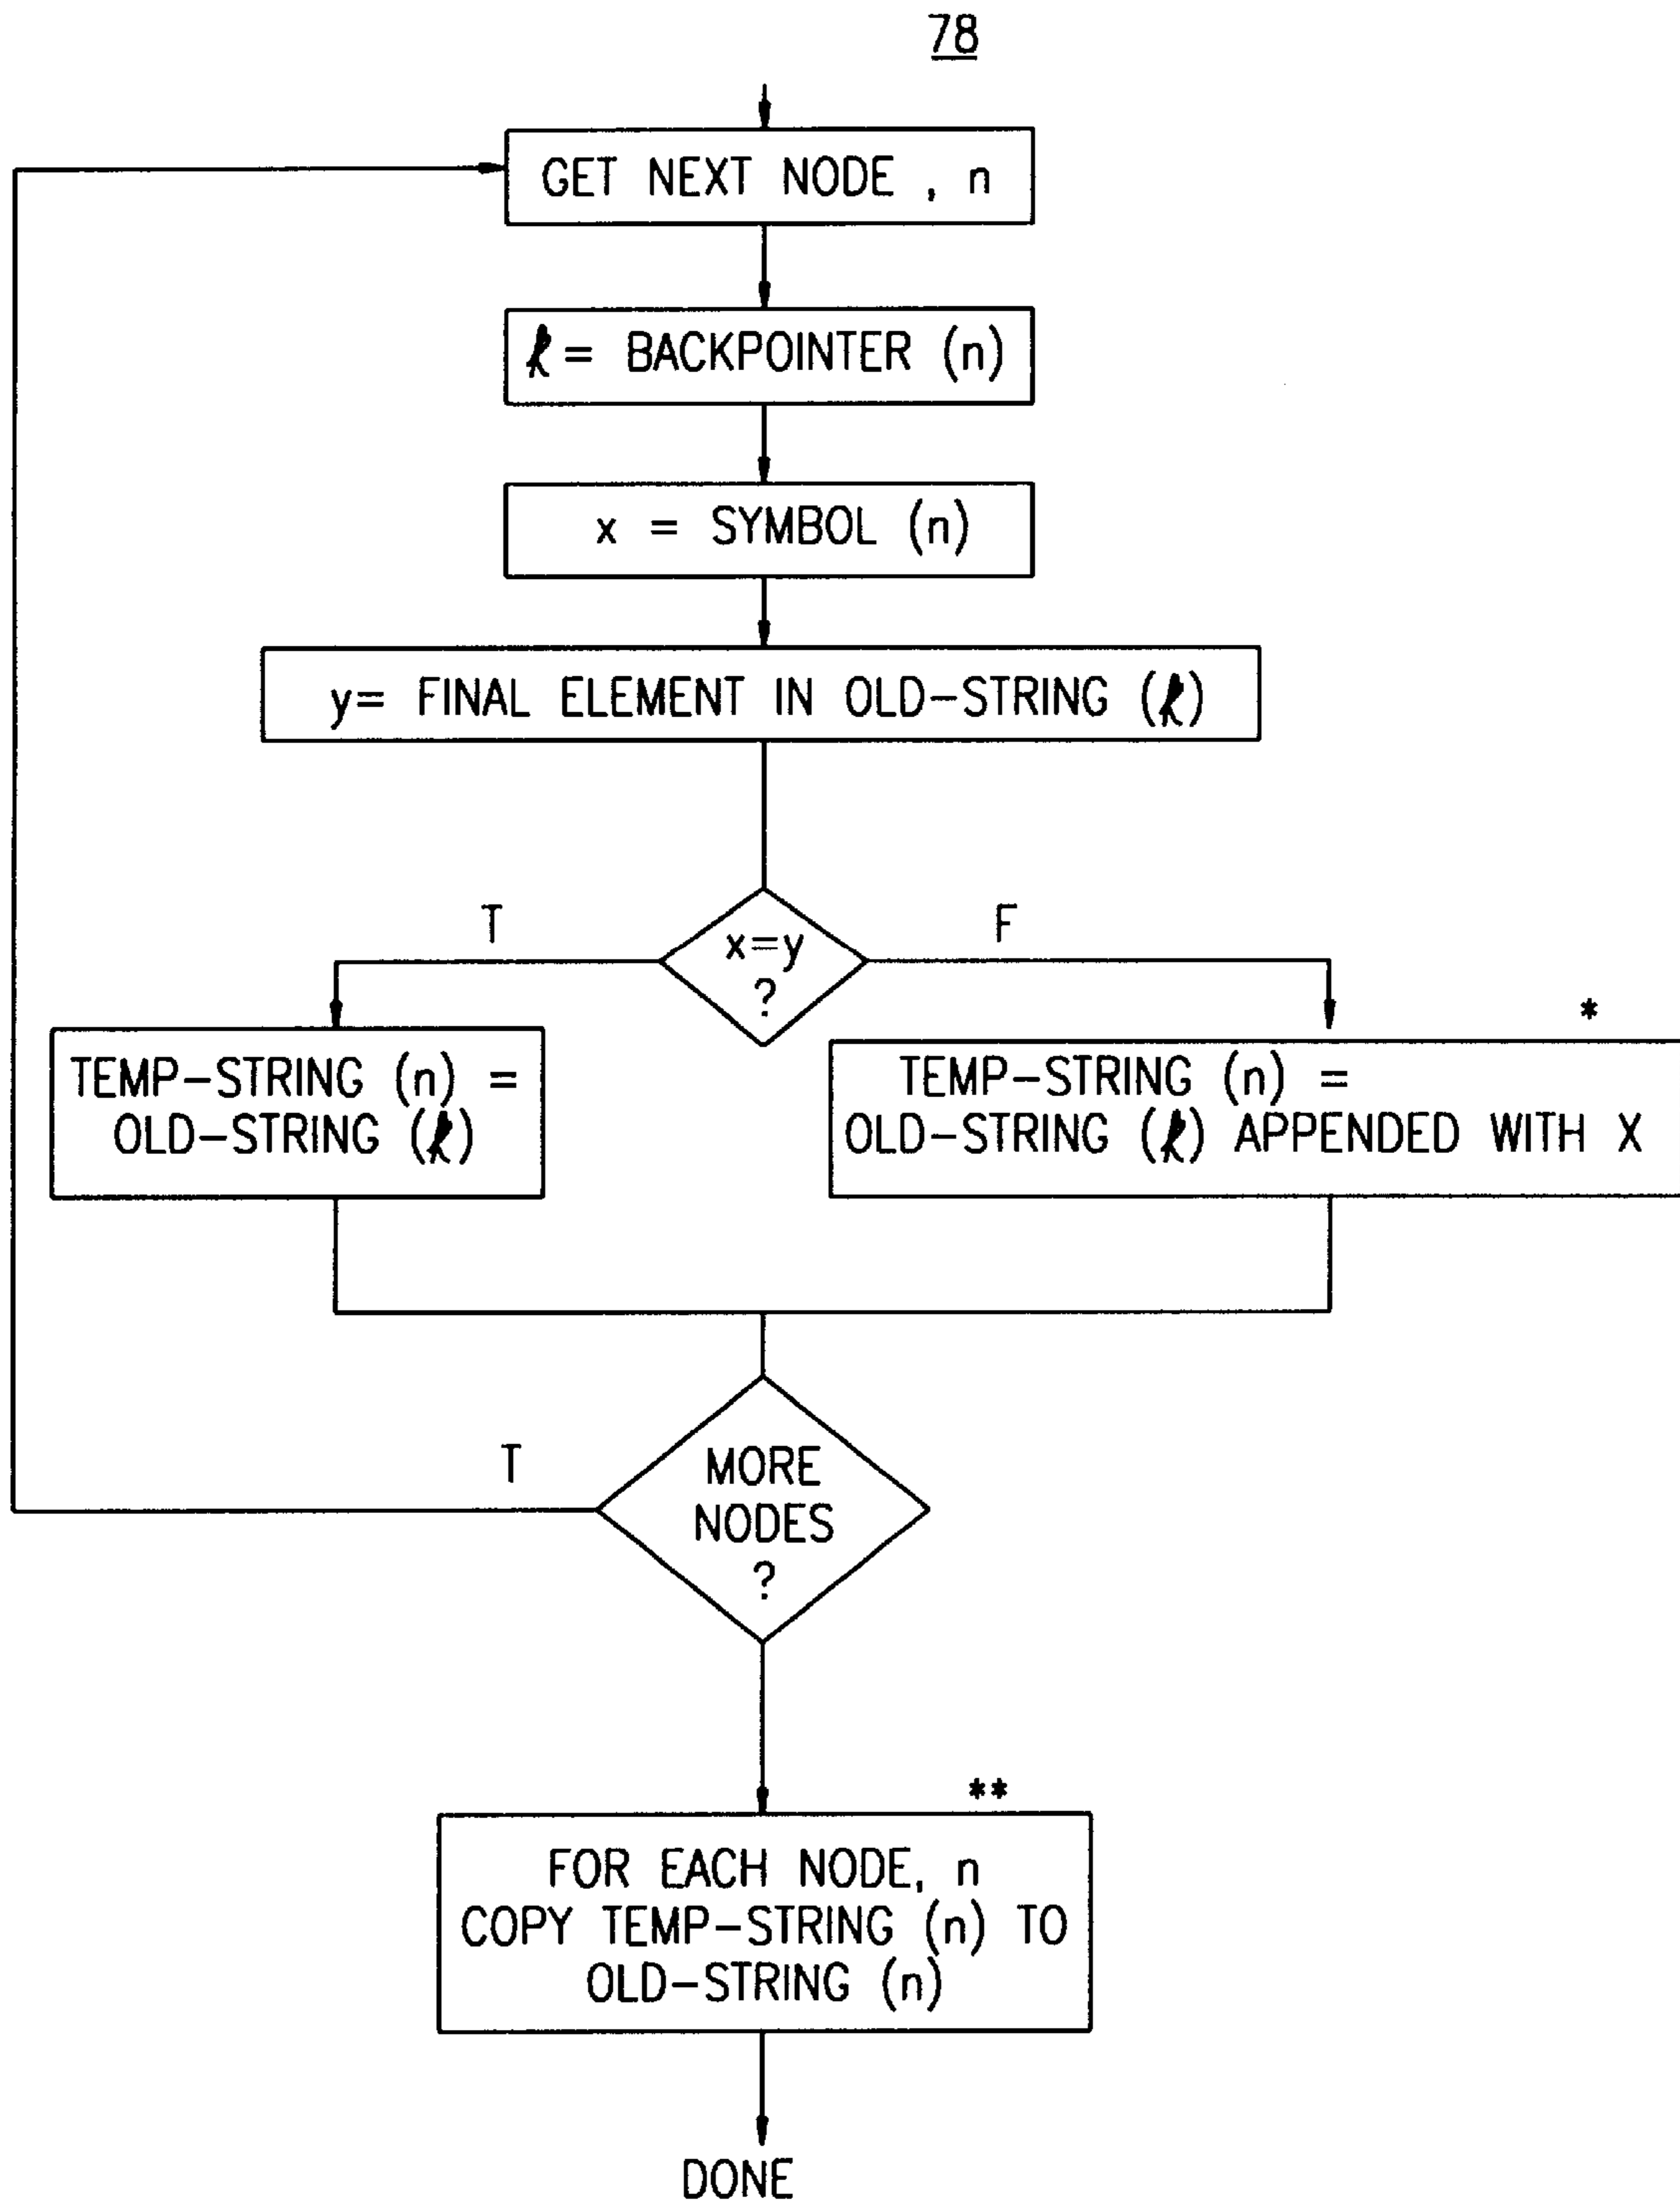 78
GET NEXT NODE , n
ℓ = BACKPOINTER (n)
x = SYMBOL (n)
y= FINAL ELEMENT IN OLD-STRING (ℓ)
T
x=y
?
F
*
TEMP-STRING (n) =
OLD-STRING (ℓ)
TEMP-STRING (n) =
OLD-STRING (ℓ) APPENDED WITH X
T
MORE
NODES
?
**
FOR EACH NODE, n
COPY TEMP-STRING (n) TO
OLD-STRING (n)
DONE